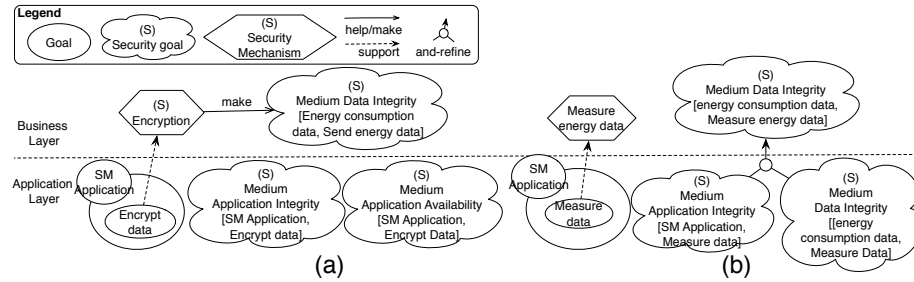 Legend
Goal
(S)
Security goal
(S)
Security
Mechanism
help/make
support
and-refine
Business
Layer
(S)
Encryption
make
(S)
Medium Data Integrity
[Energy consumption
data, Send energy data]
Measure
energy data
(S)
Medium Data Integrity
[energy consumption data,
Measure energy data]
Application
Layer
SM
Application
Encrypt
data
(S)
Medium
Application Integrity
[SM Application,
Encrypt data]
(S)
Medium
Application Availability
[SM Application,
Encrypt Data]
(a)
SM
Application
Measure
data
(S)
Medium
Application Integrity
[SM Application,
Measure data]
(S)
Medium
Data Integrity
[[energy
consumption data,
Measure Data]
(b)